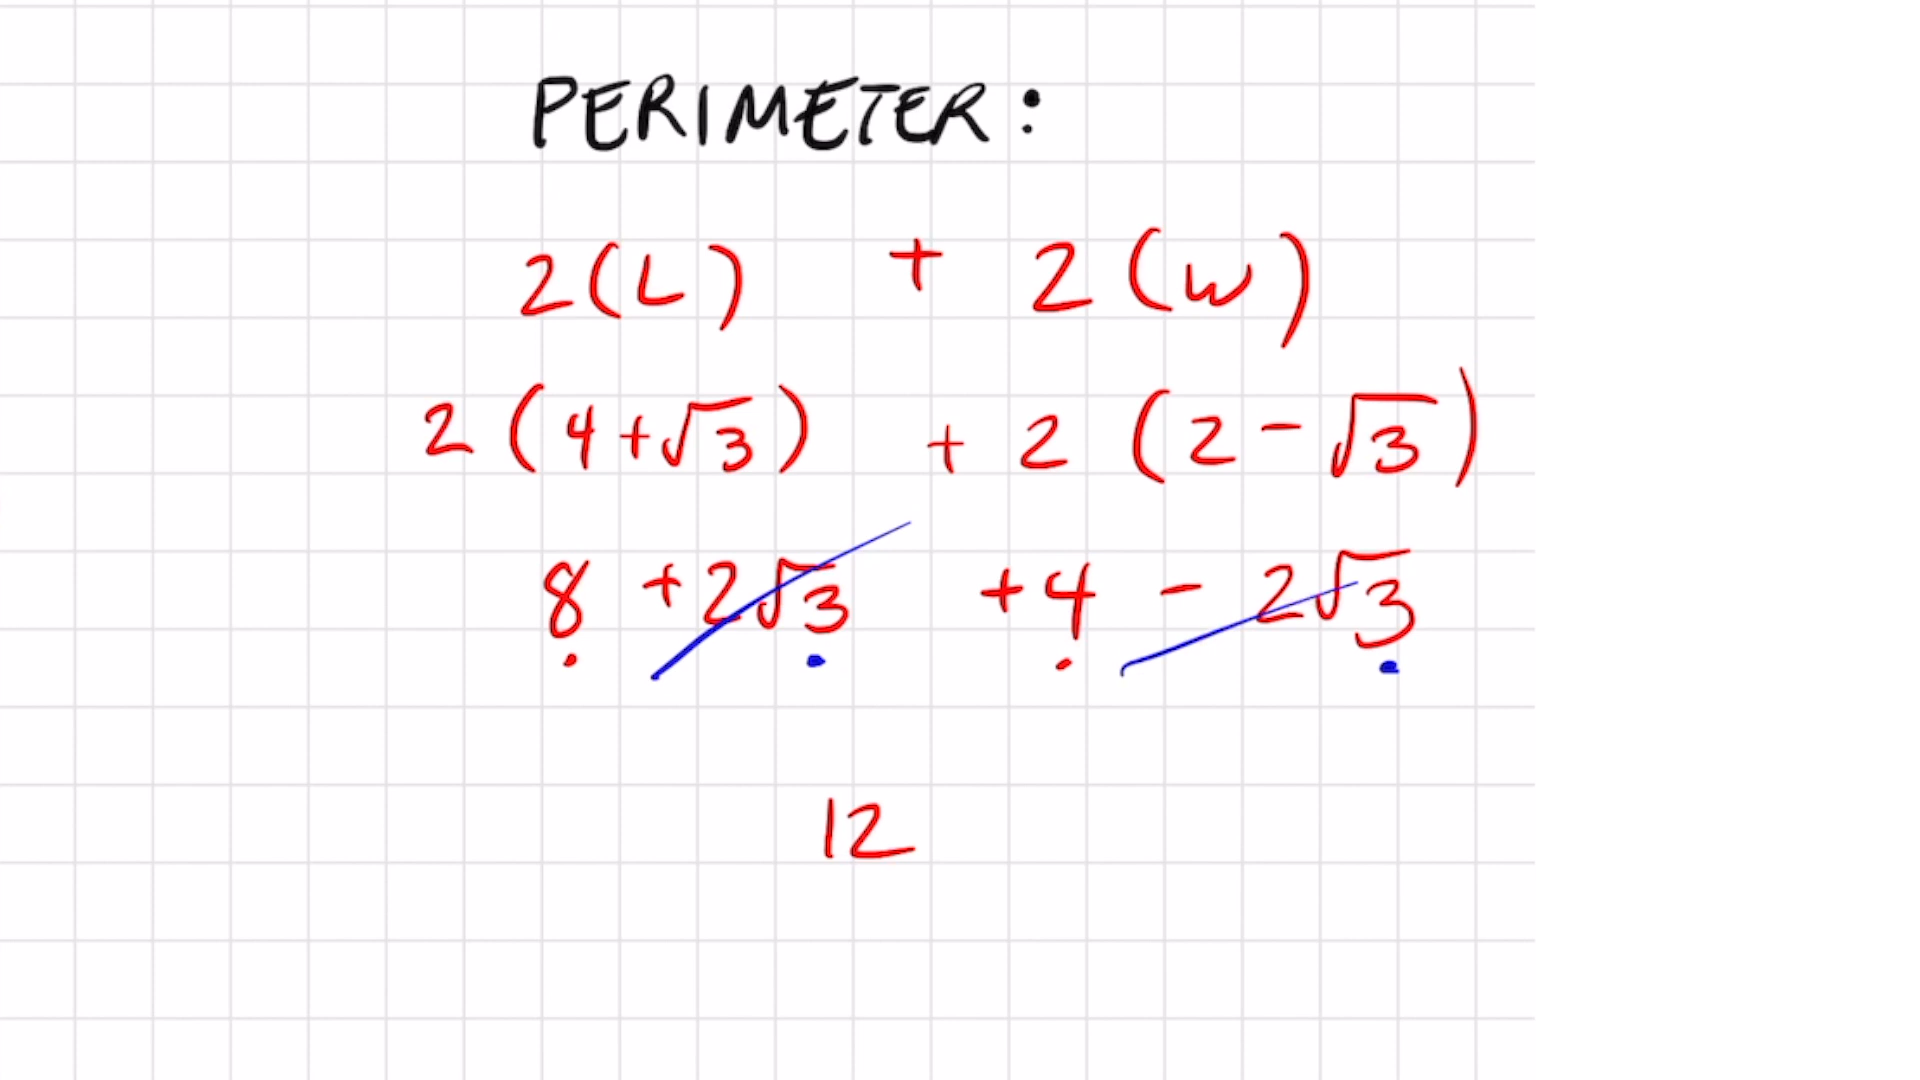 PERIMETER:
2(L) + 2(W)
2(4+√3) + 2(2-√3)
8 +2√3 +4 - 2√3
12